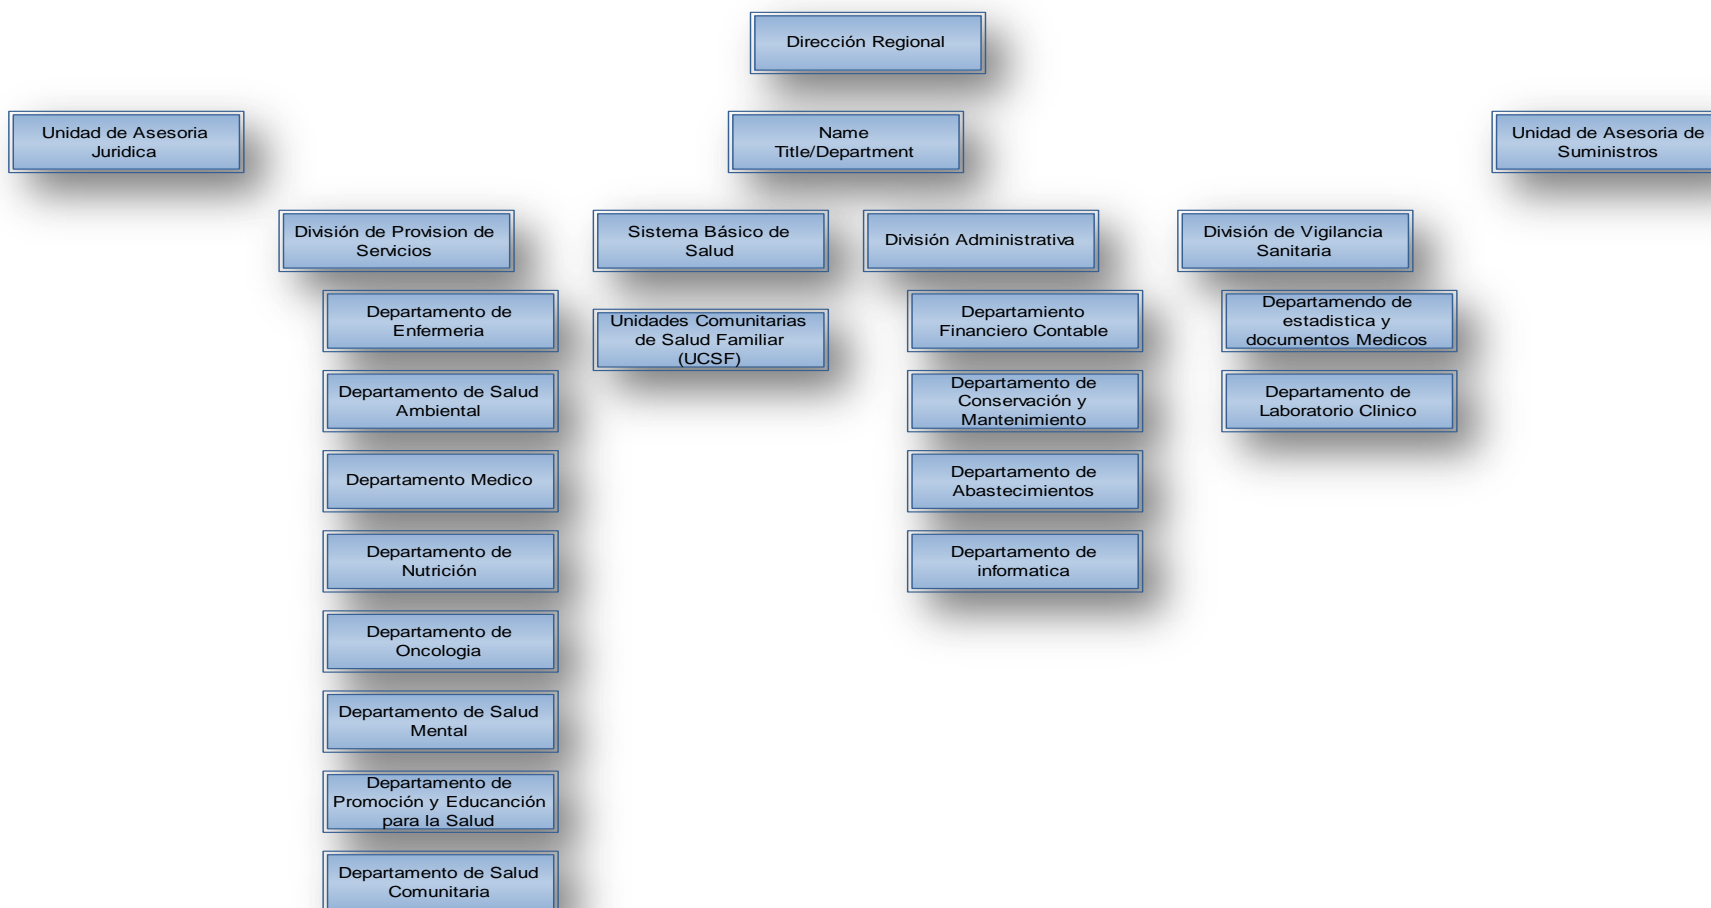 Dirección Regional
Unidad de Asesoria
Juridica
Name
Title/Department
Unidad de Asesoria de
Suministros
División de Provision de
Servicios
Sistema Básico de
Salud
División Administrativa
División de Vigilancia
Sanitaria
Departamento de
Enfermeria
Departamento de Salud
Ambiental
Departamento Medico
Departamento de
Nutrición
Departamento de
Oncologia
Departamento de Salud
Mental
Departamento de
Promoción y Educanción
para la Salud
Departamento de Salud
Comunitaria
Unidades Comunitarias
de Salud Familiar
(UCSF)
Departamiento
Financiero Contable
Departamento de
Conservación y
Mantenimiento
Departamento de
Abastecimientos
Departamento de
informatica
Departamendo de
estadistica y
documentos Medicos
Departamento de
Laboratorio Clinico